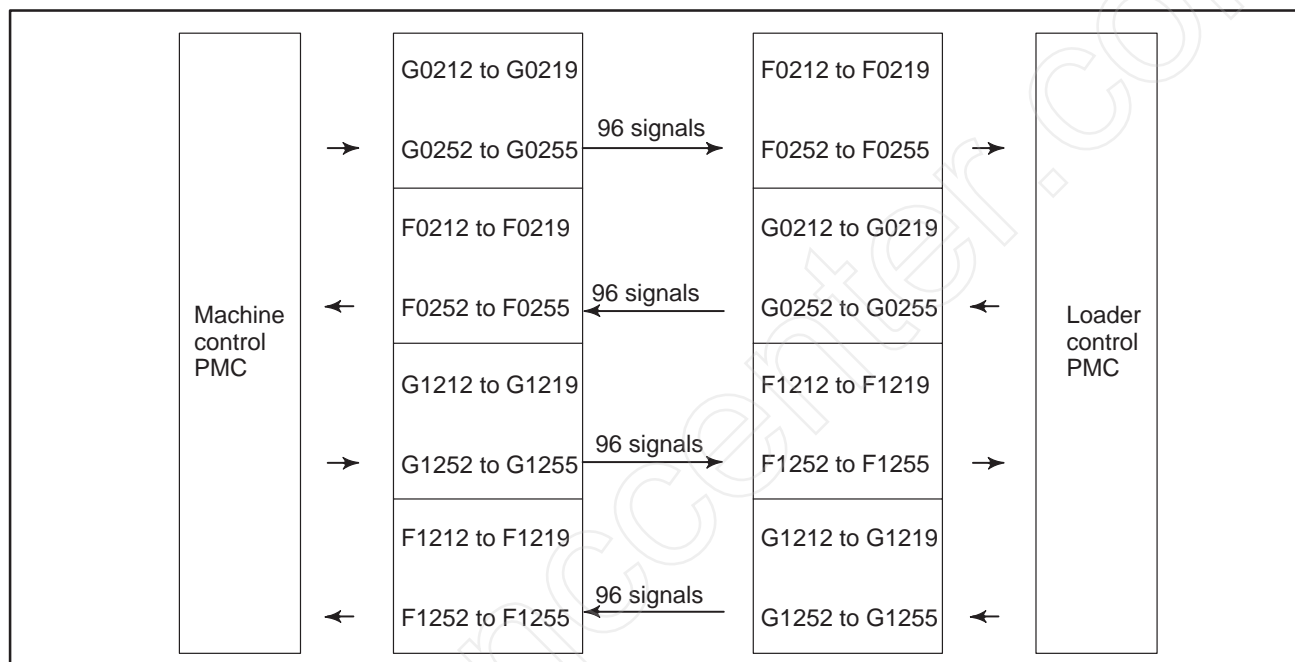 G0212 to G0219
F0212 to F0219
96 signals
G0252 to G0255
F0252 to F0255
F0212 to F0219
G0212 to G0219
96 signals
Machine
control
PMC
F0252 to F0255
G0252 to G0255
Loader
control
PMC
G1212 to G1219
F1212 to F1219
96 signals
G1252 to G1255
F1252 to F1255
F1212 to F1219
G1212 to G1219
96 signals
F1252 to F1255
G1252 to G1255